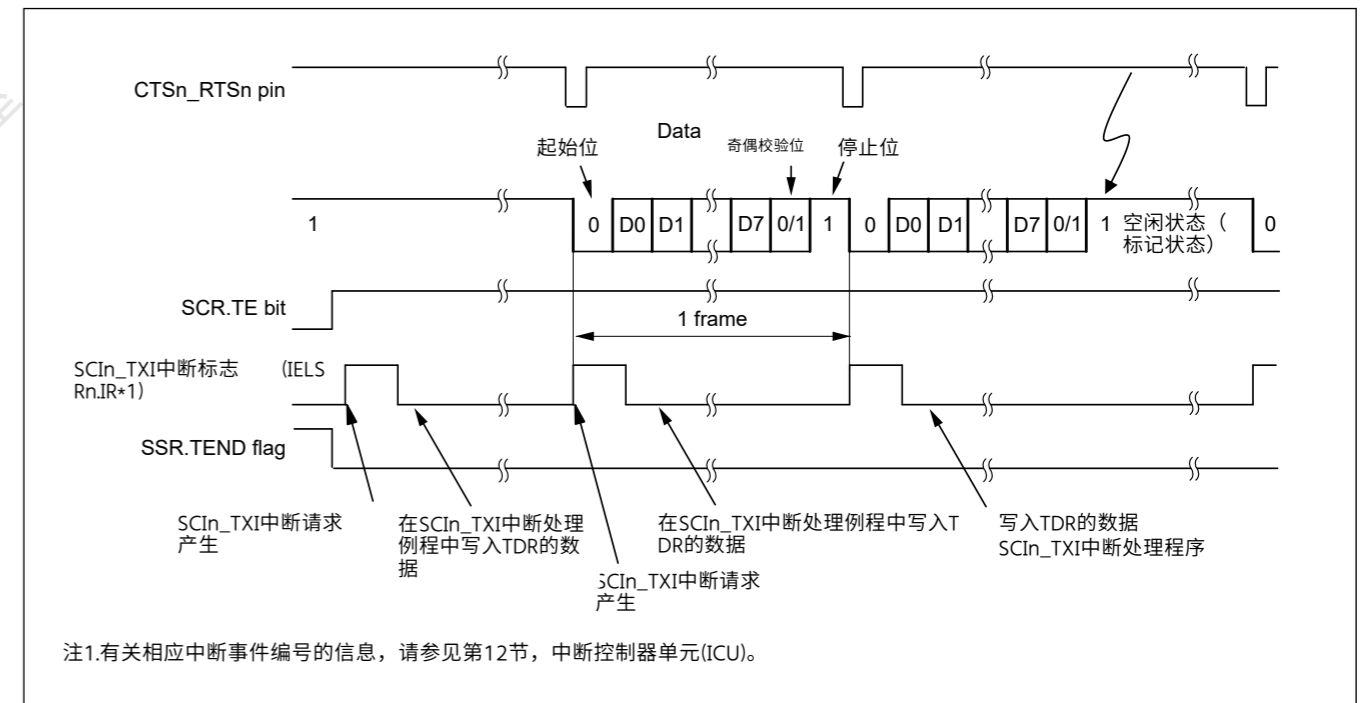 CTSn_RTSn pin
Data
起始位
奇偶校验位
停止位
1
0 D0 D1 D7 0/1 1 0 D0 D1 D7 0/1 1 空闲状态（
标记状态） 0
SCR.TE bit
1 frame
SCIn_TXI中断标志 (IELS
Rn.IR*1)
SSR.TEND flag
SCIn_TXI中断请求
产生
在SCIn_TXI中断处理
例程中写入TDR的数
据
SCIn_TXI中断请求
产生
在SCIn_TXI中断处理例程中写入T
DR的数据
写入TDR的数据
SCIn_TXI中断处理程序
注1.有关相应中断事件编号的信息，请参见第12节，中断控制器单元(ICU)。